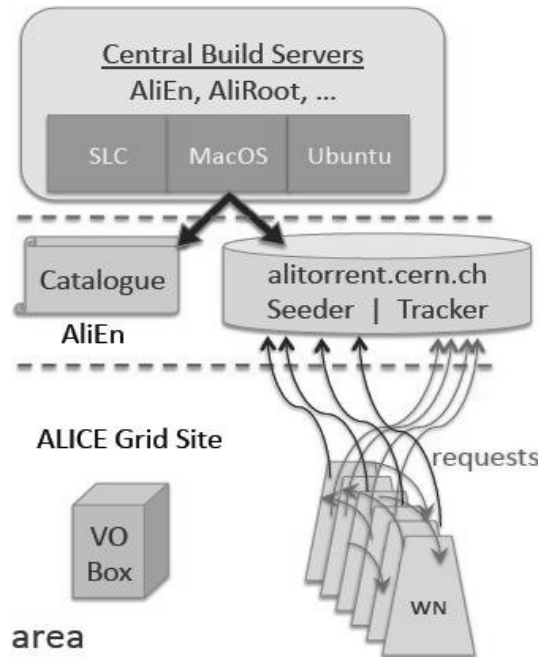 Central Build Servers
AliEn, AliRoot, ...
SLC MacOS Ubuntu
Catalogue
AliEn
alitorrent.cern.ch
Seeder | Tracker
ALICE Grid Site
requests
VO
Box
WN
area